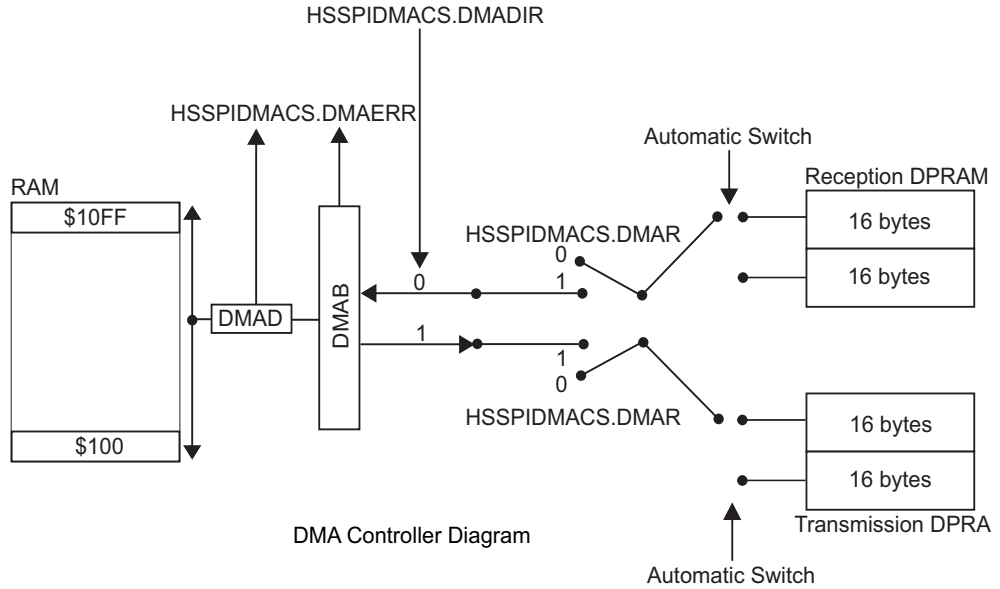 HSSPIDMACS.DMADIR
HSSPIDMACS.DMAERR
Automatic Switch
RAM
Reception DPRAM
$10FF
16 bytes
HSSPIDMACS.DMAR
0
16 bytes
0
1
DMAD
DMAB
1
1
0
HSSPIDMACS.DMAR
16 bytes
$100
16 bytes
Transmission DPRA
DMA Controller Diagram
Automatic Switch